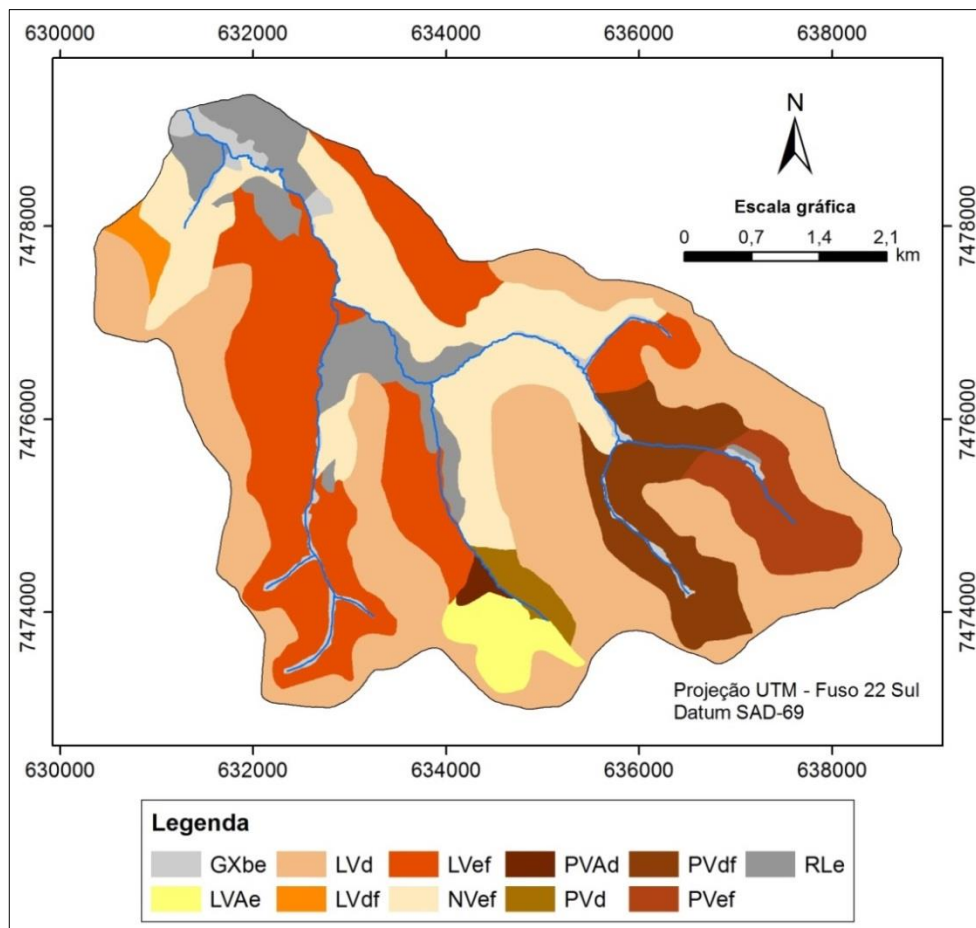 630000 632000 634000 636000 638000
N
Escala gráfica
0 0,7 1,4 2,1
km
7478000 7478000
7476000 7476000
7474000 7474000
Projeção UTM - Fuso 22 Sul
Datum SAD-69
630000 632000 634000 636000 638000
Legenda
GXbe LVd LVef PVAd PVdf RLe
LVAe LVdf NVef PVd PVef